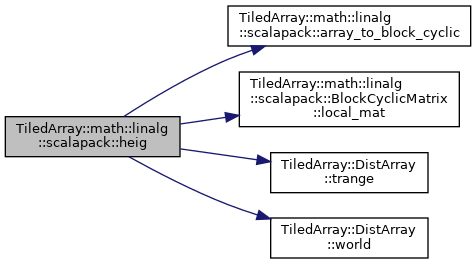 TiledArray::math::linalg
::scalapack::array_to_block_cyclic
TiledArray::math::linalg
::scalapack::BlockCyclicMatrix
::local_mat
TiledArray::math::linalg
::scalapack::heig
TiledArray::DistArray
::trange
TiledArray::DistArray
::world